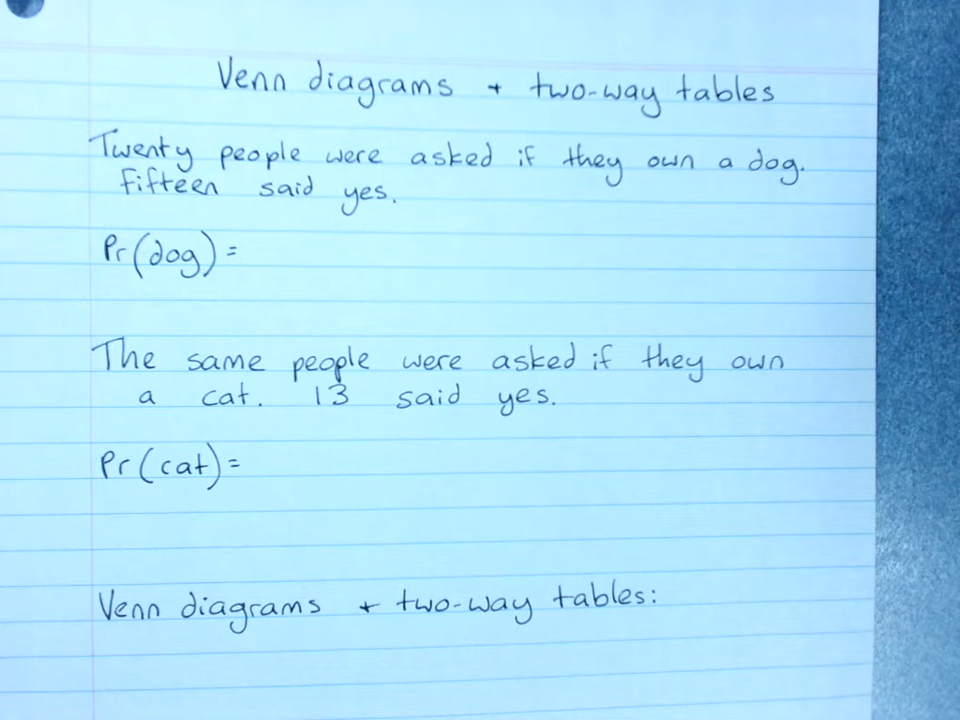 Venn diagrams + two-way tables
Twenty people were asked if they own a dog.
Fifteen said yes.
Pr(dog) =
The same people were asked if they own
a cat. 13 said yes.
Pr(cat) =
Venn diagrams + two-way tables: